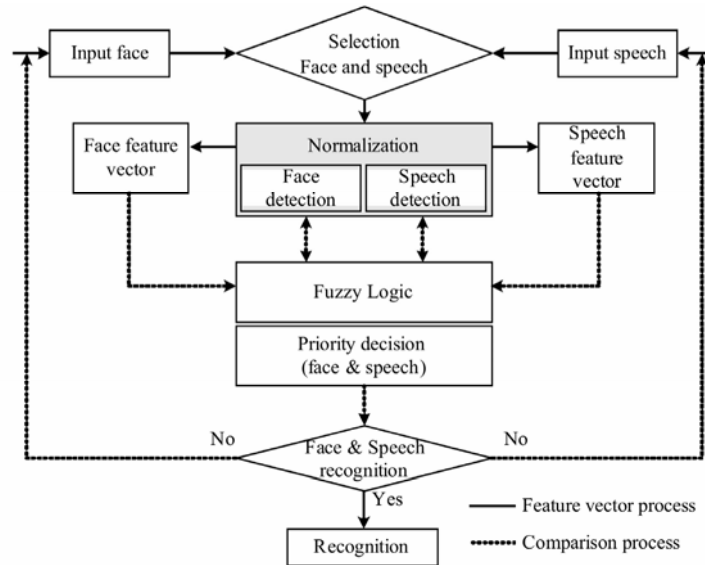 Input face
Selection
Face and speech
Input speech
Face feature
vector
Normalization
Face
detection
Speech
detection
Speech
feature
vector
Fuzzy Logic
Priority decision
(face & speech)
No
Face & Speech
recognition
No
Yes
Recognition
Feature vector process
Comparison process